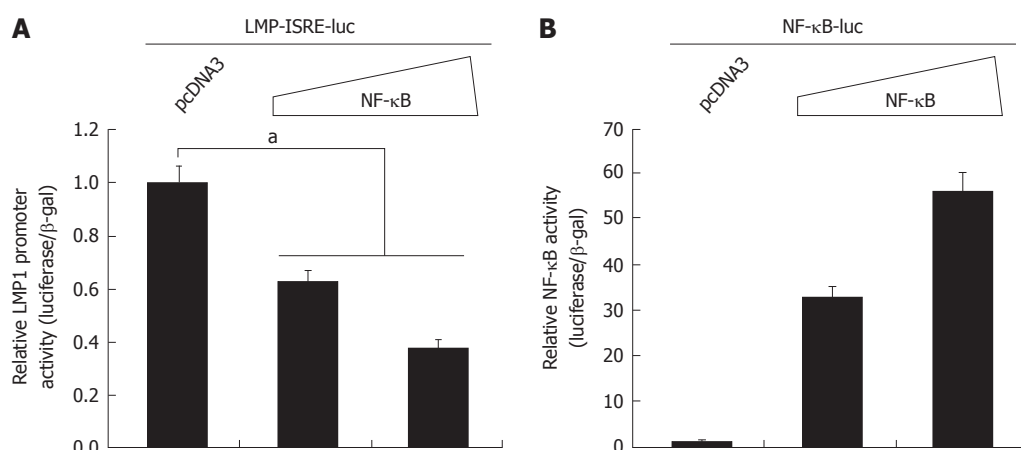 A
LMP-ISRE-luc
pcDNA3
NF-κB
a
Relative LMP1 promoter
activity (luciferase/β-gal)
1.2
1.0
0.8
0.6
0.4
0.2
0.0
B
NF-κB-luc
pcDNA3
NF-κB
Relative NF-κB activity
(luciferase/β-gal)
70
60
50
40
30
20
10
0